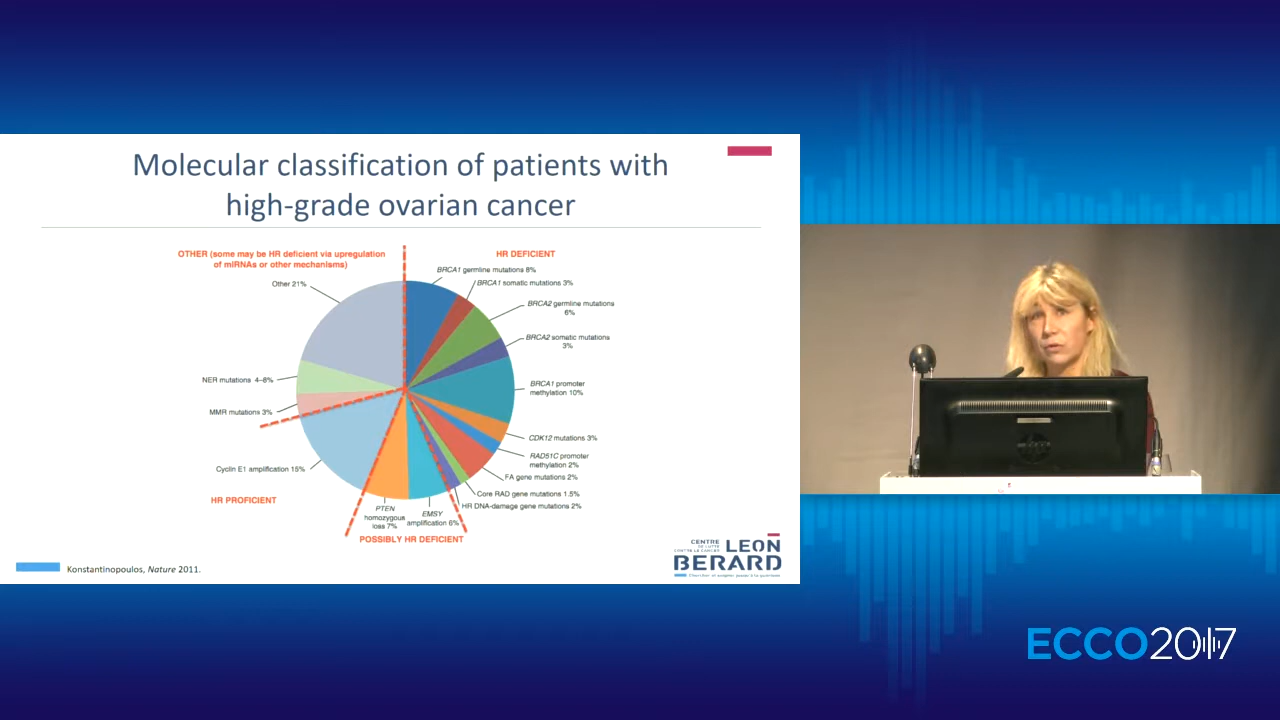 Molecular classification of patients with
high-grade ovarian cancer
OTHER (some may be HR deficient via upregulation
of miRNAs or other mechanisms)
HR DEFICIENT
BRCA1 germline mutations 8%
BRCA1 somatic mutations 3%
BRCA2 germline mutations
6%
BRCA2 somatic mutations
3%
BRCA1 promoter
methylation 10%
CDK12 mutations 3%
RAD51C promoter
methylation 2%
FA gene mutations 2%
Core RAD gene mutations 1.5%
HR DNA-damage gene mutations 2%
EMSY
amplification 6%
PTEN
homozygous
loss 7%
POSSIBLY HR DEFICIENT
HR PROFICIENT
Cyclin E1 amplification 15%
MMR mutations 3%
NER mutations 4–8%
Other 21%
Konstantinopoulos, Nature 2011.
CENTRE
DE LUTTE
CONTRE LE CANCER
LEON
BERARD
ECCO2017